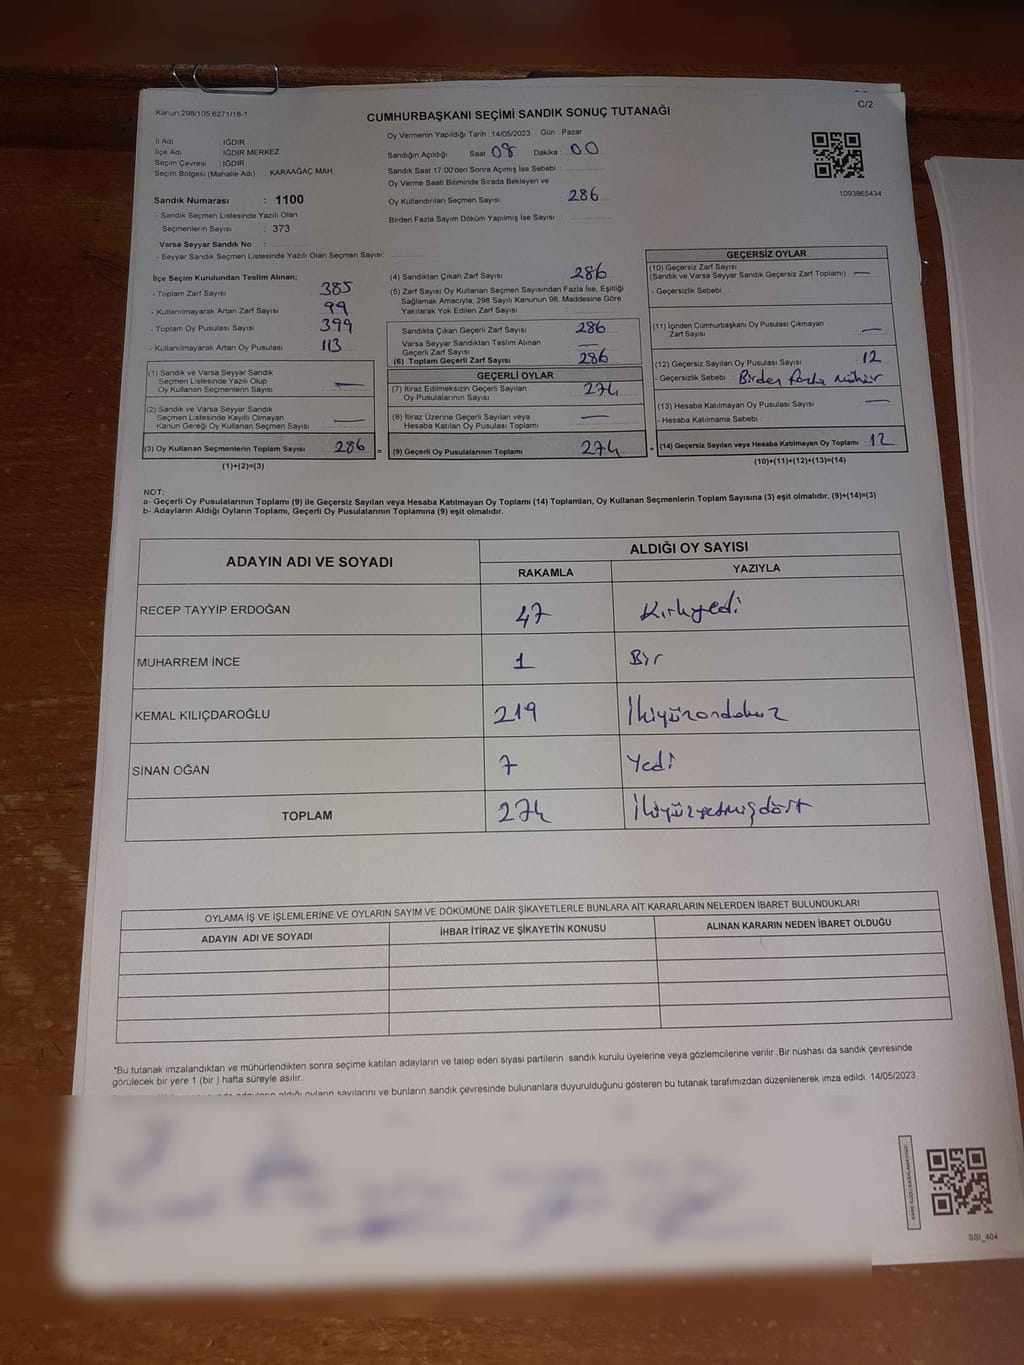 Kanun:298/105:6271/18-1
C/2
CUMHURBAŞKANI SEÇİMİ SANDIK SONUÇ TUTANAĞI
İl Adı : IĞDIR
İlçe Adı : IĞDIR MERKEZ
Seçim Çevresi : IĞDIR
Seçim Bölgesi (Mahalle Adı) : KARAAĞAÇ MAH.
Sandık Numarası : 1100
- Sandık Seçmen Listesinde Yazılı Olan
Seçmenlerin Sayısı : 373
Varsa Seyyar Sandık No :
- Seyyar Sandık Seçmen Listesinde Yazılı Olan Seçmen Sayısı:
Oy Vermenin Yapıldığı Tarih :14/05/2023 Gün : Pazar
Sandığın Açıldığı Saat 08 Dakika : 00
Sandık Saat 17:00'den Sonra Açımış İse Sebebi :
Oy Verme Saati Bitiminde Sırada Bekleyen ve
Oy Kullandırılan Seçmen Sayısı 286
Birden Fazla Sayım Döküm Yapılmış İse Sayısı :
1093865434
İlçe Seçim Kurulundan Teslim Alınan;
- Toplam Zarf Sayısı 385
- Kullanılmayarak Artan Zarf Sayısı 99
- Toplam Oy Pusulası Sayısı 399
- Kullanılmayarak Artan Oy Pusulası 113
(1) Sandık ve Varsa Seyyar Sandık
Seçmen Listesinde Yazılı Olup
Oy Kullanan Seçmenlerin Sayısı —
(2) Sandık ve Varsa Seyyar Sandık
Seçmen Listesinde Kayıtlı Olmayan
Kanun Gereği Oy Kullanan Seçmen Sayısı —
(3) Oy Kullanan Seçmenlerin Toplam Sayısı 286
(1)+(2)=(3)
(4) Sandıktan Çıkan Zarf Sayısı 286
(5) Zarf Sayısı Oy Kullanan Seçmen Sayısından Fazla İse, Eşitliği
Sağlamak Amacıyla; 298 Sayılı Kanunun 98. Maddesine Göre
Yakılarak Yok Edilen Zarf Sayısı
Sandıkta Çıkan Geçerli Zarf Sayısı 286
Varsa Seyyar Sandıktan Teslim Alınan
Geçerli Zarf Sayısı —
(6) Toplam Geçerli Zarf Sayısı 286
GEÇERLİ OYLAR
(7) İtiraz Edilmeksizin Geçerli Sayılan
Oy Pusulalarının Sayısı 274
(8) İtiraz Üzerine Geçerli Sayılan veya
Hesaba Katılan Oy Pusulası Toplamı —
= (9) Geçerli Oy Pusulalarının Toplamı 274
GEÇERSİZ OYLAR
(10) Geçersiz Zarf Sayısı
(Sandık ve Varsa Seyyar Sandık Geçersiz Zarf Toplamı) : —
- Geçersizlik Sebebi :
(11) İçinden Cumhurbaşkanı Oy Pusulası Çıkmayan
Zarf Sayısı —
(12) Geçersiz Sayılan Oy Pusulası Sayısı 12
- Geçersizlik Sebebi : Birden fazla mühür
(13) Hesaba Katılmayan Oy Pusulası Sayısı —
- Hesaba Katılmama Sebebi :
+ (14) Geçersiz Sayılan veya Hesaba Katılmayan Oy Toplamı 12
(10)+(11)+(12)+(13)=(14)
NOT:
a- Geçerli Oy Pusulalarının Toplamı (9) ile Geçersiz Sayılan veya Hesaba Katılmayan Oy Toplamı (14) Toplamları, Oy Kullanan Seçmenlerin Toplam Sayısına (3) eşit olmalıdır. (9)+(14)=(3)
b- Adayların Aldığı Oyların Toplamı, Geçerli Oy Pusulalarının Toplamına (9) eşit olmalıdır.
ADAYIN ADI VE SOYADI
ALDIĞI OY SAYISI
RAKAMLA YAZIYLA
RECEP TAYYİP ERDOĞAN 47 Kırkyedi
MUHARREM İNCE 1 Bir
KEMAL KILIÇDAROĞLU 219 İkiyüzondokuz
SİNAN OĞAN 7 Yedi
TOPLAM 274 İkiyüzyetmişdört
OYLAMA İŞ VE İŞLEMLERİNE VE OYLARIN SAYIM VE DÖKÜMÜNE DAİR ŞİKAYETLERLE BUNLARA AİT KARARLARIN NELERDEN İBARET BULUNDUKLARI
ADAYIN ADI VE SOYADI İHBAR İTİRAZ VE ŞİKAYETİN KONUSU ALINAN KARARIN NEDEN İBARET OLDUĞU
*Bu tutanak imzalandıktan ve mühürlendikten sonra seçime katılan adayların ve talep eden siyasi partilerin sandık kurulu üyelerine veya gözlemcilerine verilir .Bir nüshası da sandık çevresinde
görülecek bir yere 1 (bir ) hafta süreyle asılır.
aldığı oyların sayılarını ve bunların sandık çevresinde bulunanlara duyurulduğunu gösteren bu tutanak tarafımızdan düzenlenerek imza edildi. 14/05/2023
SSI_404